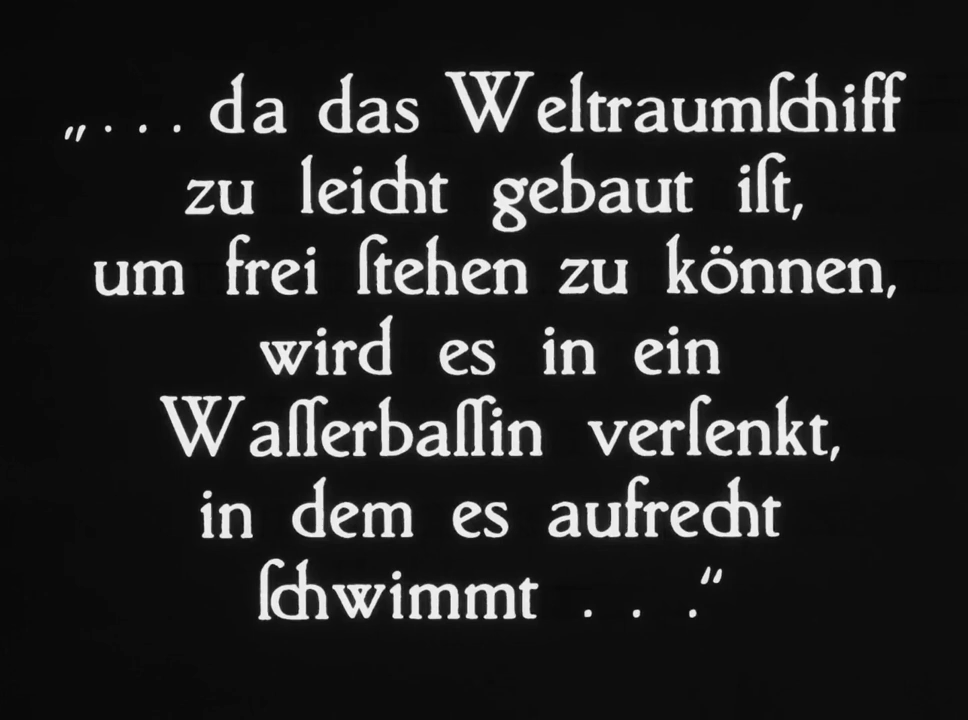 „. . . da das Weltraumſchiff
zu leicht gebaut iſt,
um frei ſtehen zu können,
wird es in ein
Waſſerbaſſin verſenkt,
in dem es aufrecht
ſchwimmt . . .“